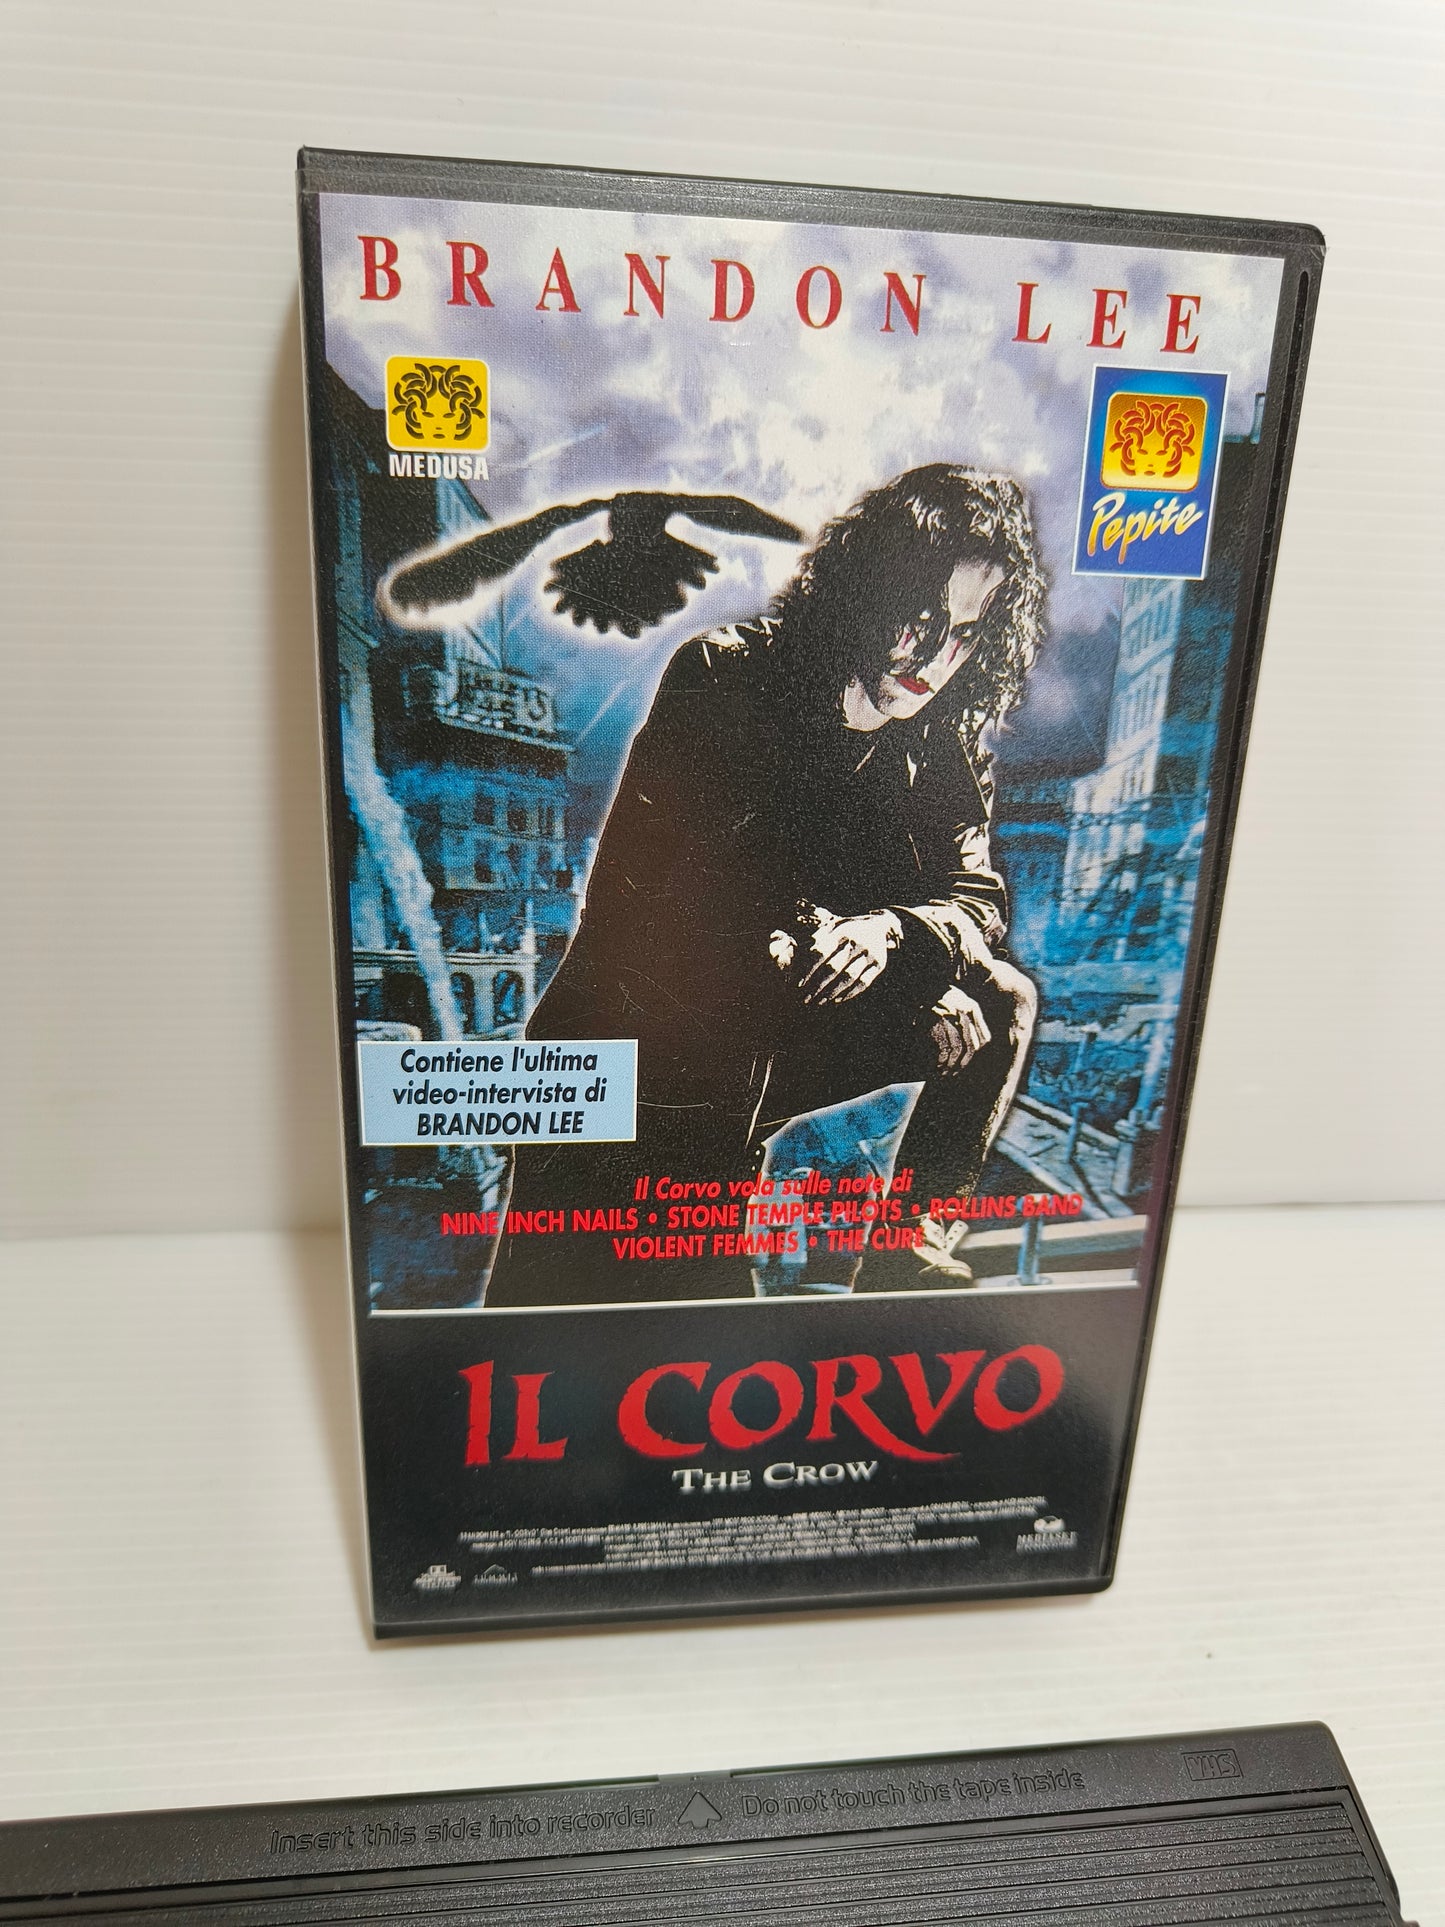 BRANDON LEE
MEDUSA
Pepite
Contiene l'ultima
video-intervista di
BRANDON LEE
Il Corvo vola sulle note di
NINE INCH NAILS • STONE TEMPLE PILOTS • ROLLINS BAND
VIOLENT FEMMES • THE CURE
IL CORVO
THE CROW
Insert this side into recorder
Do not touch the tape inside
VHS